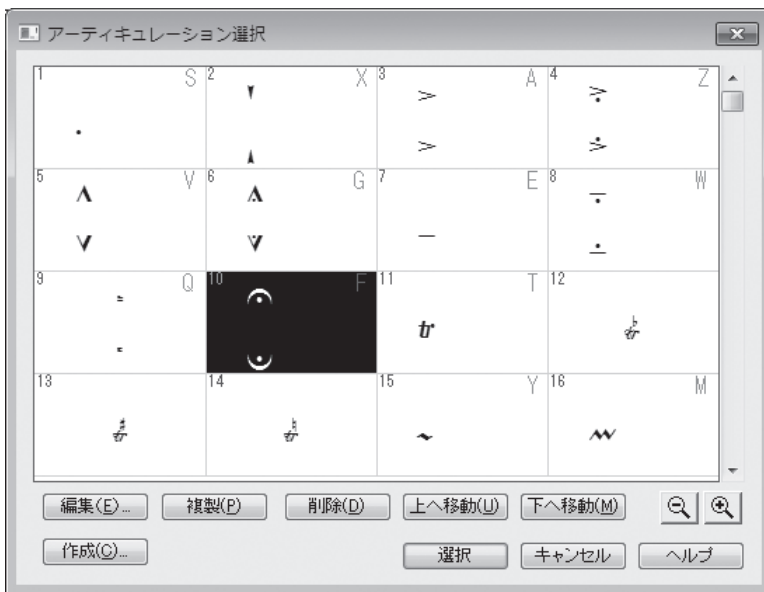 アーティキュレーション選択
1 S 2 X 3 A 4 Z
5 V 6 G 7 E 8 W
9 Q 10 F 11 T 12
tr
13 14 15 Y 16 M
編集(E)... 複製(P) 削除(D) 上へ移動(U) 下へ移動(M)
作成(C)... 選択 キャンセル ヘルプ